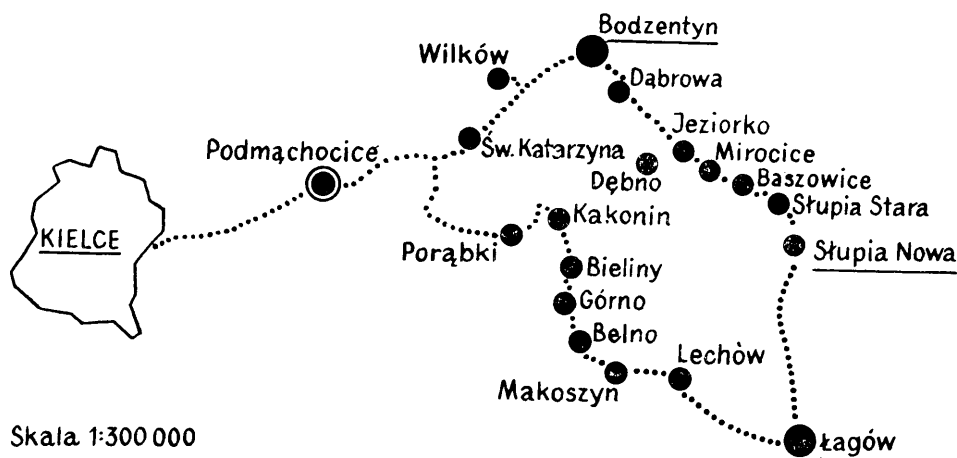 Bodzentyn
Wilków
Dąbrowa
Jeziorko
Podmąchocice
Św. Katarzyna
Mirocice
Dębno
Baszowice
Kakonin
Słupia Stara
KIELCE
Porąbki
Słupia Nowa
Bieliny
Górno
Belno
Lechòw
Makoszyn
Skala 1:300 000
Łagów